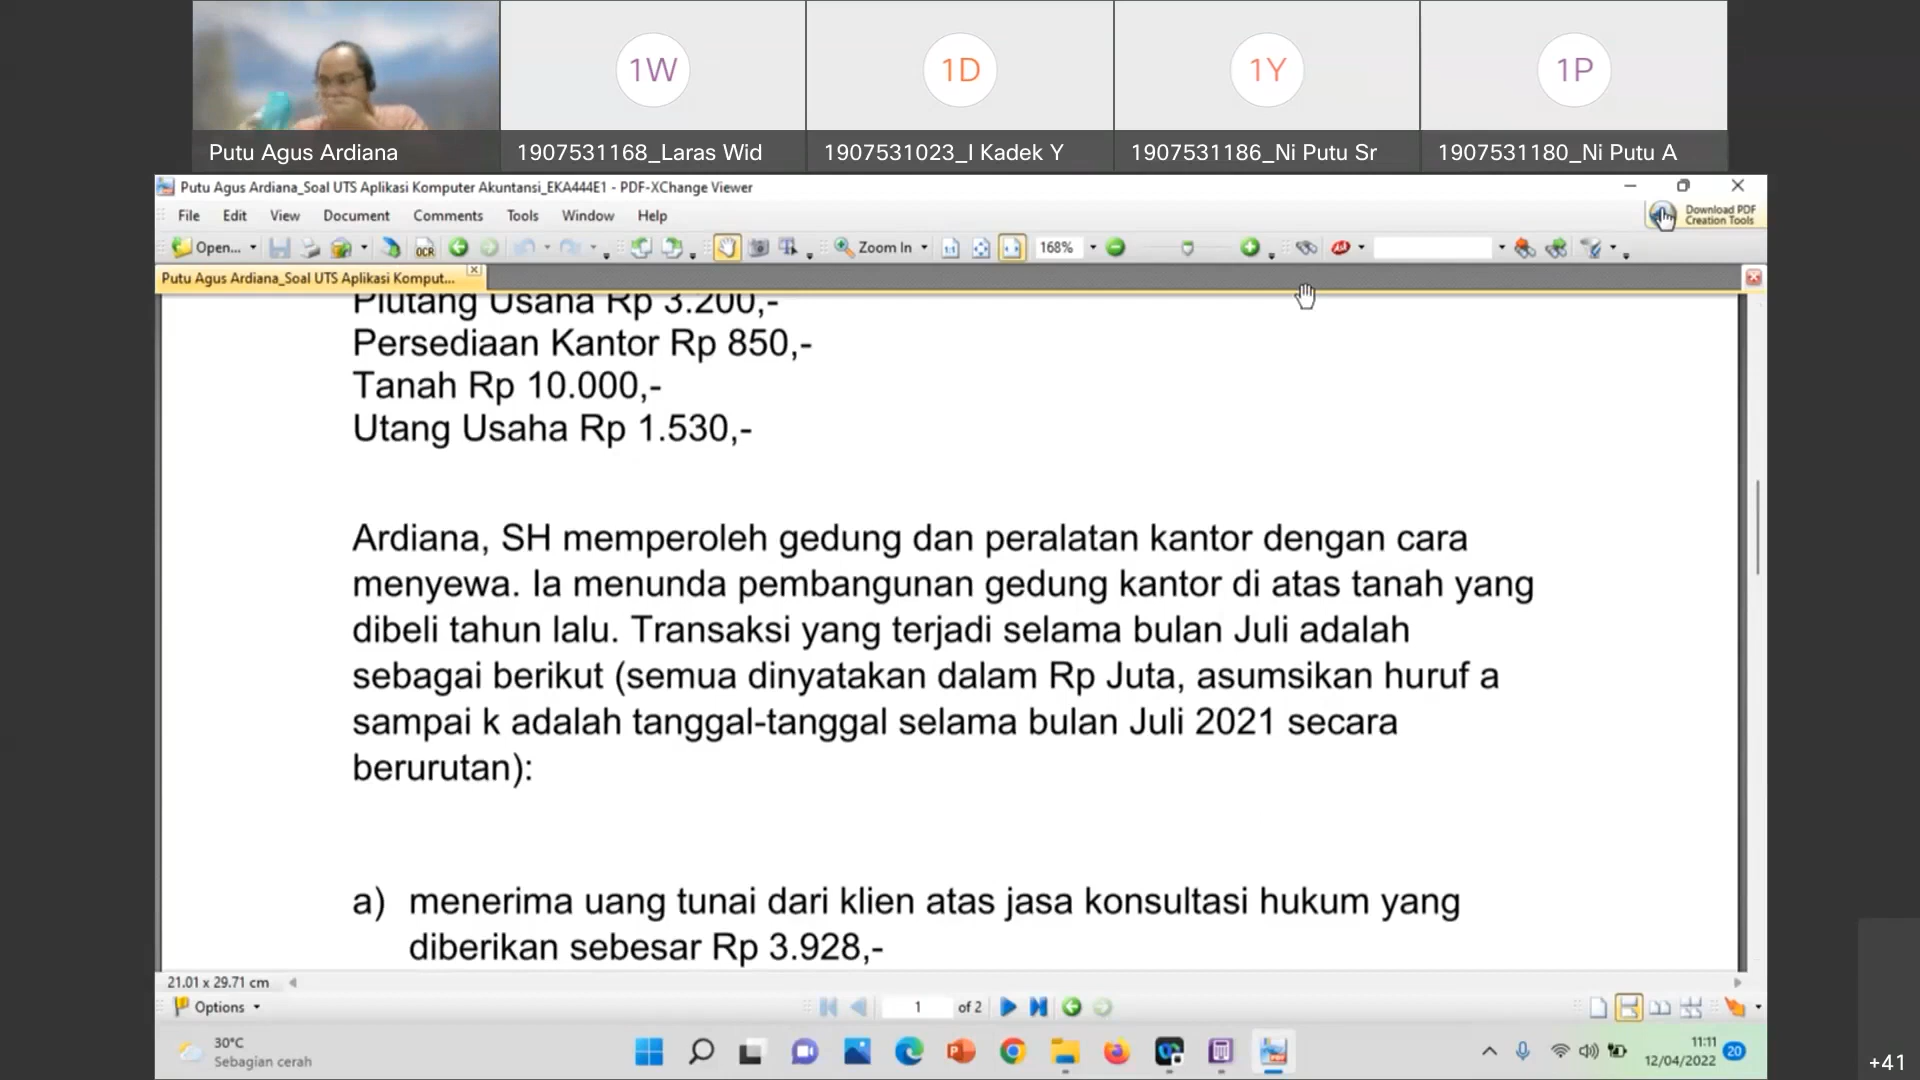 1W
1D
1Y
1P
Putu Agus Ardiana
1907531168_Laras Wid
1907531023_I Kadek Y
1907531186_Ni Putu Sr
1907531180_Ni Putu A
Putu Agus Ardiana_Soal UTS Aplikasi Komputer Akuntansi_EKA444E1 - PDF-XChange Viewer
File Edit View Document Comments Tools Window Help
Download PDF
Creation Tools
Open... OCR Zoom In 168%
Putu Agus Ardiana_Soal UTS Aplikasi Komput...
Piutang Usaha Rp 3.200,-
Persediaan Kantor Rp 850,-
Tanah Rp 10.000,-
Utang Usaha Rp 1.530,-
Ardiana, SH memperoleh gedung dan peralatan kantor dengan cara
menyewa. Ia menunda pembangunan gedung kantor di atas tanah yang
dibeli tahun lalu. Transaksi yang terjadi selama bulan Juli adalah
sebagai berikut (semua dinyatakan dalam Rp Juta, asumsikan huruf a
sampai k adalah tanggal-tanggal selama bulan Juli 2021 secara
berurutan):
a) menerima uang tunai dari klien atas jasa konsultasi hukum yang
diberikan sebesar Rp 3.928,-
21.01 x 29.71 cm
Options 1 of 2
30°C
Sebagian cerah
11:11
12/04/2022
20
+41